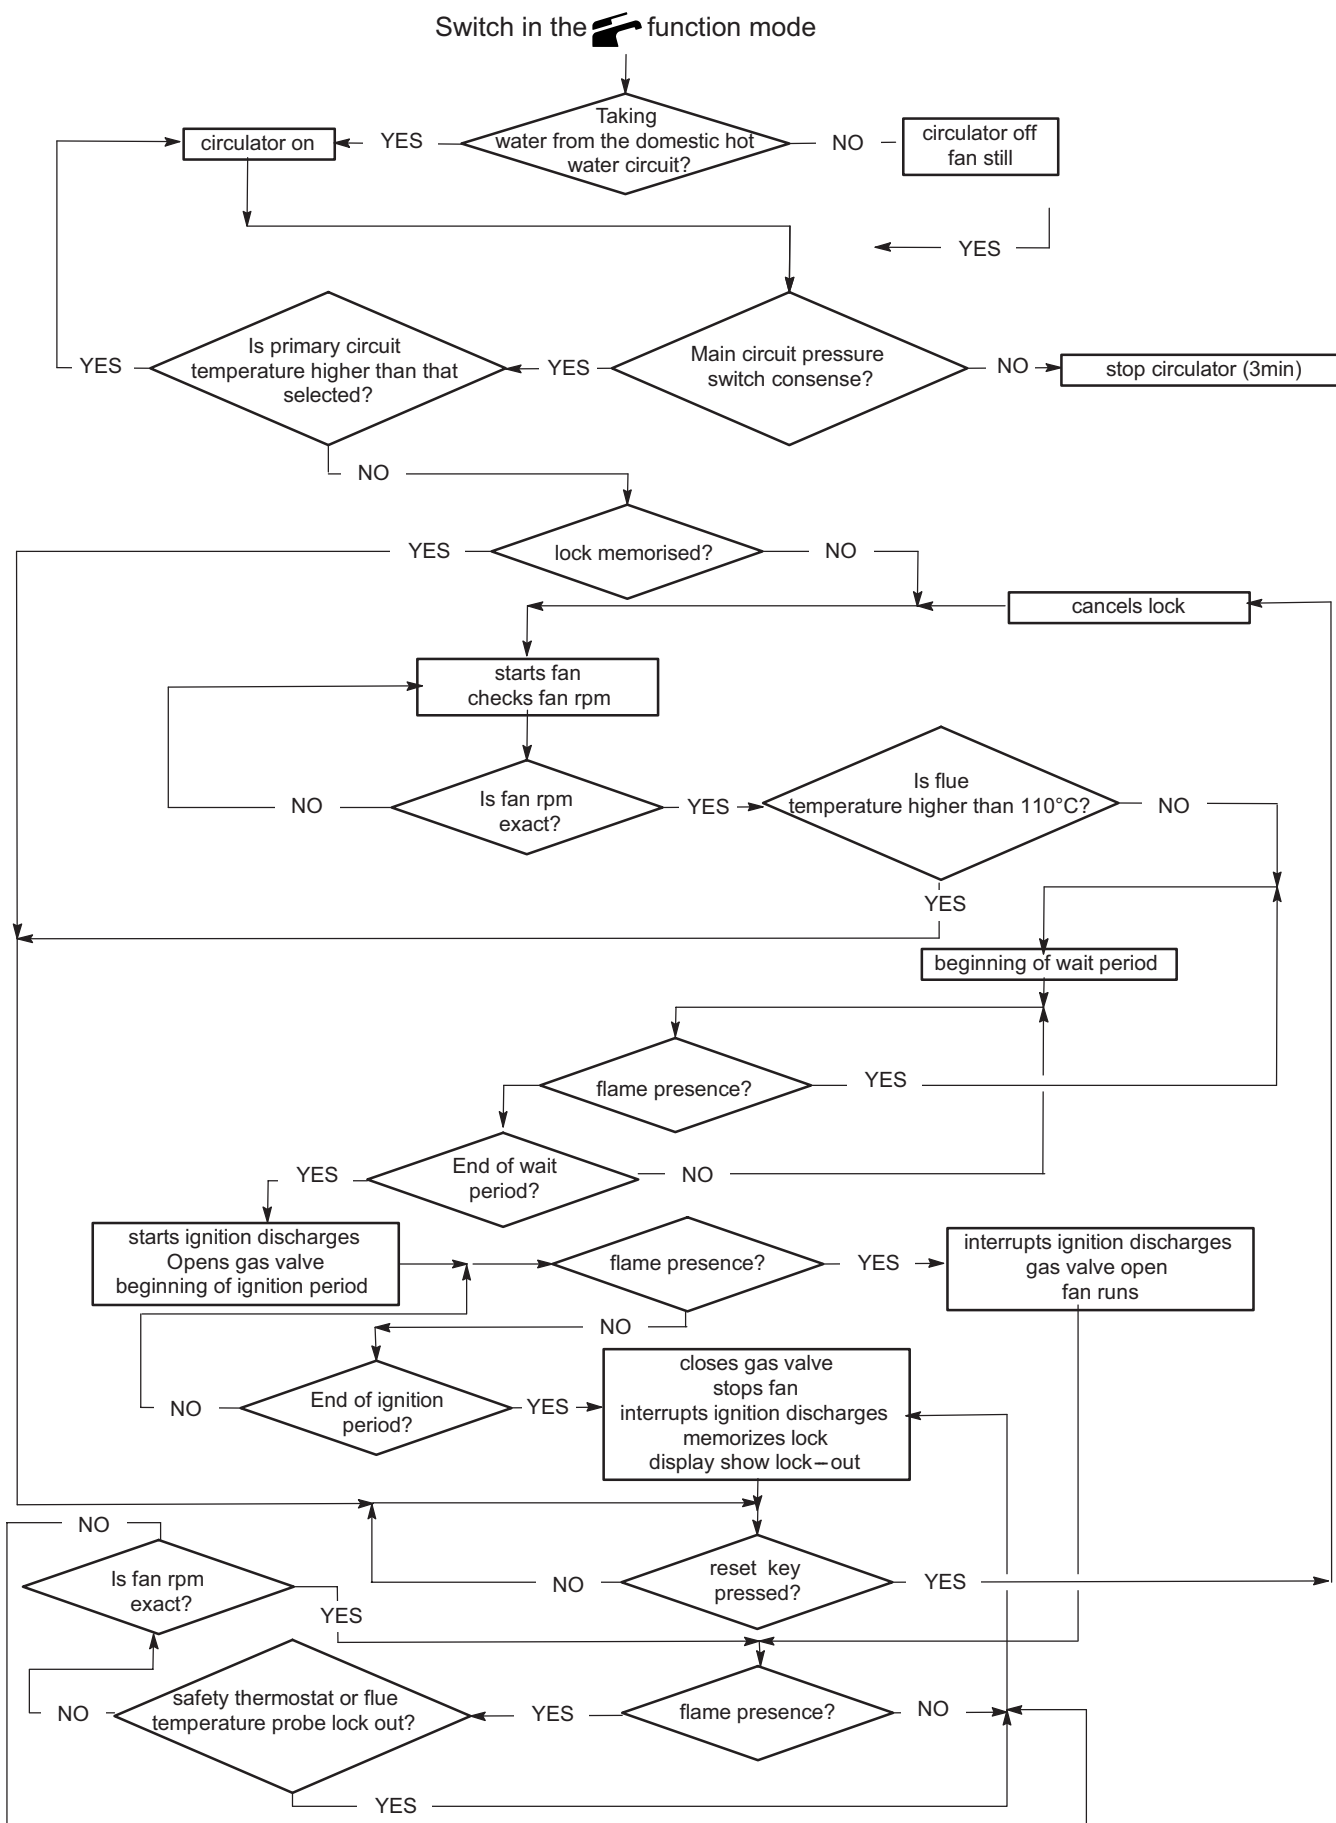 Switch in the function mode
Taking
water from the domestic hot
water circuit?
YES
NO
circulator on
circulator off
fan still
YES
Is primary circuit
temperature higher than that
selected?
YES
YES
Main circuit pressure
switch consense?
NO
stop circulator (3min)
NO
YES
lock memorised?
NO
cancels lock
starts fan
checks fan rpm
NO
Is fan rpm
exact?
YES
Is flue
temperature higher than 110°C?
NO
YES
beginning of wait period
flame presence?
YES
YES
End of wait
period?
NO
starts ignition discharges
Opens gas valve
beginning of ignition period
flame presence?
YES
interrupts ignition discharges
gas valve open
fan runs
NO
NO
End of ignition
period?
YES
closes gas valve
stops fan
interrupts ignition discharges
memorizes lock
display show lock–out
NO
Is fan rpm
exact?
YES
NO
reset key
pressed?
YES
NO
safety thermostat or flue
temperature probe lock out?
YES
flame presence?
NO
YES